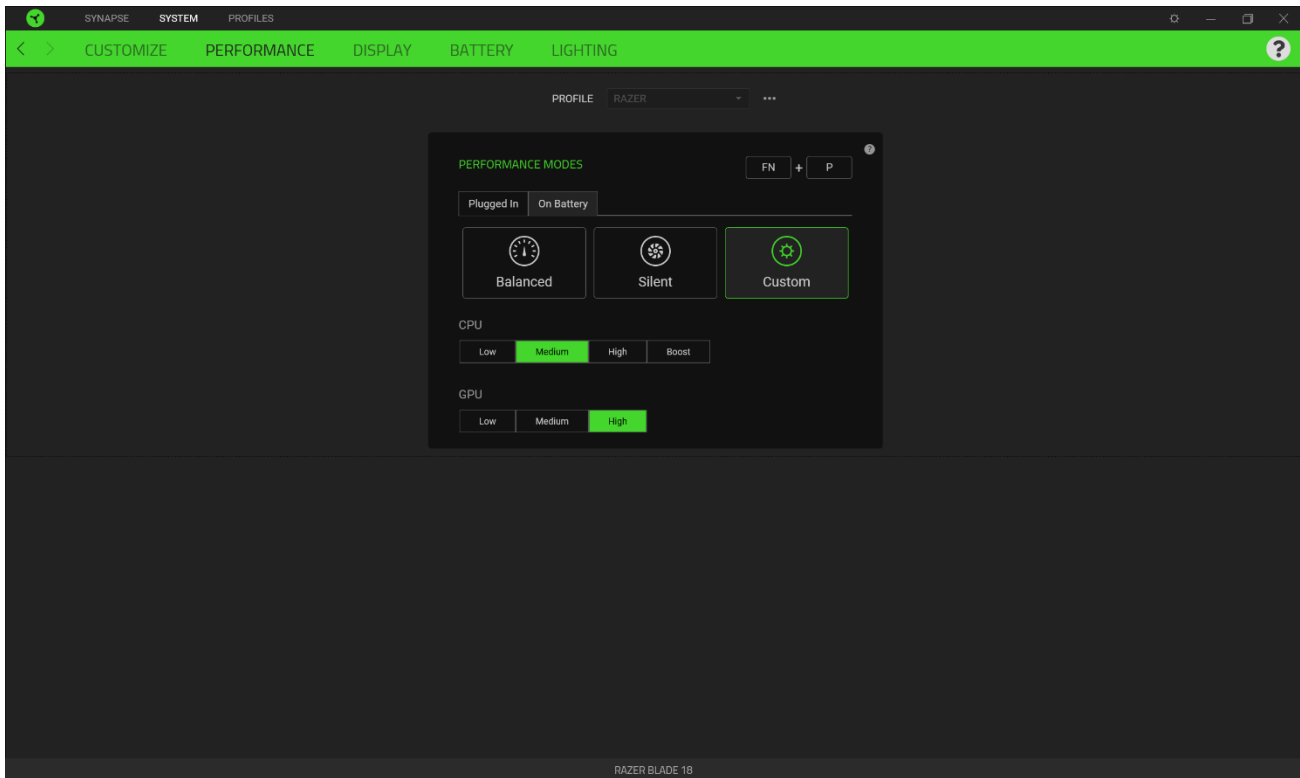 SYNAPSE SYSTEM PROFILES
CUSTOMIZE PERFORMANCE DISPLAY BATTERY LIGHTING ?
PROFILE RAZER
PERFORMANCE MODES FN + P ?
Plugged In On Battery
Balanced Silent Custom
CPU
Low Medium High Boost
GPU
Low Medium High
RAZER BLADE 18